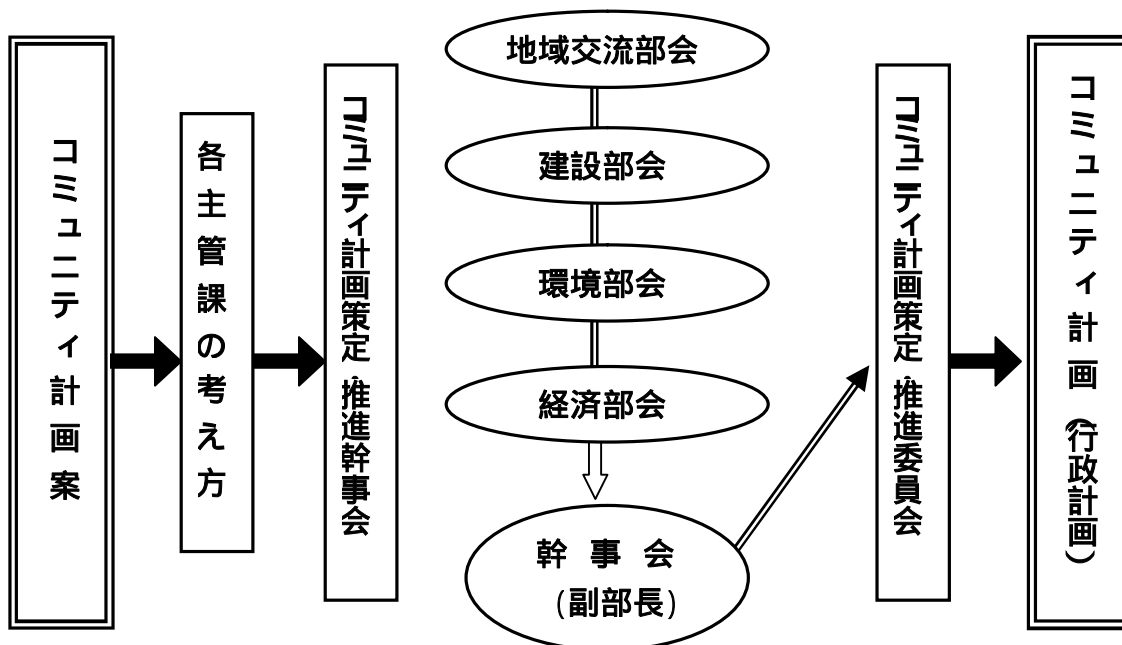 コミュニティ計画案
各主管課の考え方
コミュニティ計画策定・推進幹事会
地域交流部会
建設部会
環境部会
経済部会
幹事会
(副部長)
コミュニティ計画策定・推進委員会
コミュニティ計画(行政計画)